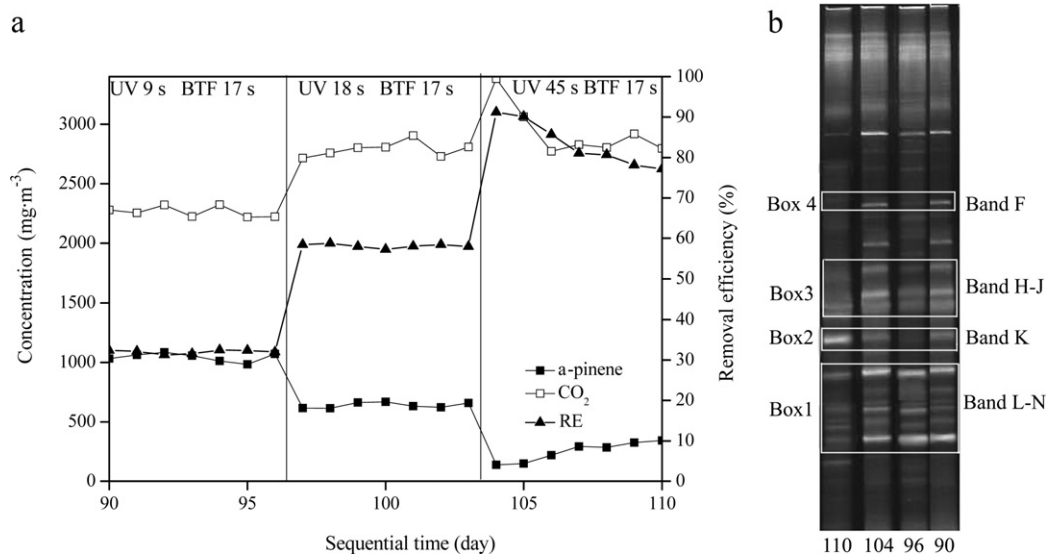 a
b
UV 9 s BTF 17 s
UV 18 s BTF 17 s
UV 45 s BTF 17 s
Concentration (mg·m⁻³)
3000
2500
2000
1500
1000
500
0
100
90
80
70
60
50
40
30
20
10
0
Removal efficiency (%)
a-pinene
CO₂
RE
90
95
100
105
110
Sequential time (day)
Box 4
Band F
Box3
Band H-J
Box2
Band K
Box1
Band L-N
110 104 96 90